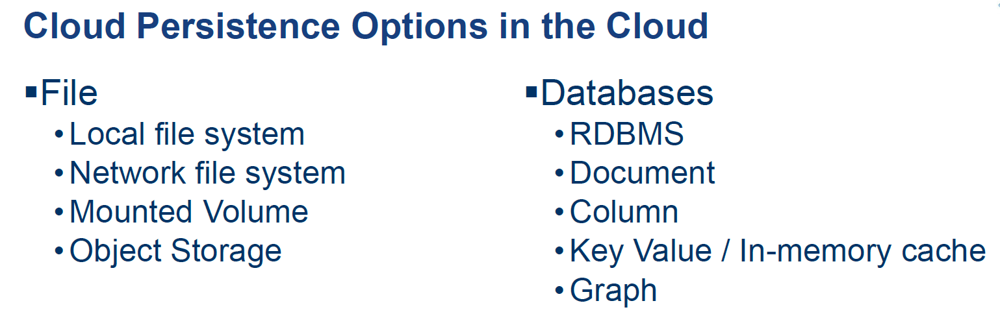 Cloud Persistence Options in the Cloud
▪File
•Local file system
•Network file system
•Mounted Volume
•Object Storage
▪Databases
•RDBMS
•Document
•Column
•Key Value / In-memory cache
•Graph